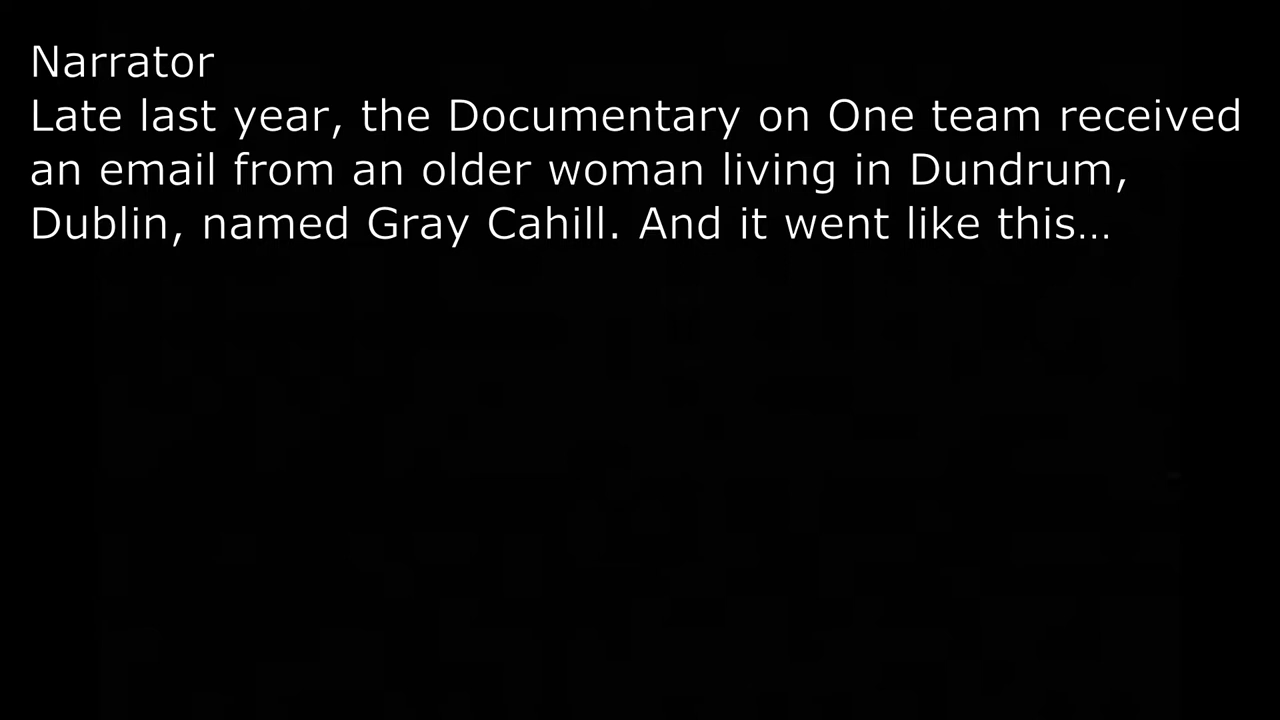 Narrator
Late last year, the Documentary on One team received
an email from an older woman living in Dundrum,
Dublin, named Gray Cahill. And it went like this…